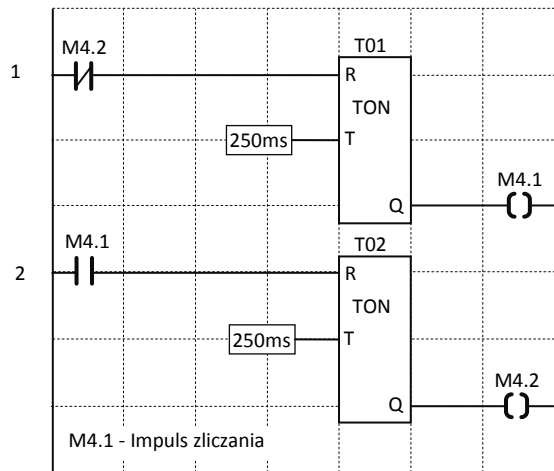 1
M4.2
T01
R
TON
250ms
T
Q
M4.1
2
M4.1
T02
R
TON
250ms
T
Q
M4.2
M4.1 - Impuls zliczania